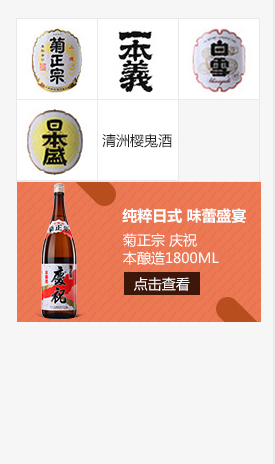 菊正宗
一本義
白雪
日本盛
清洲樱鬼酒
纯粹日式 味蕾盛宴
菊正宗 庆祝
本酿造1800ML
点击查看
慶祝